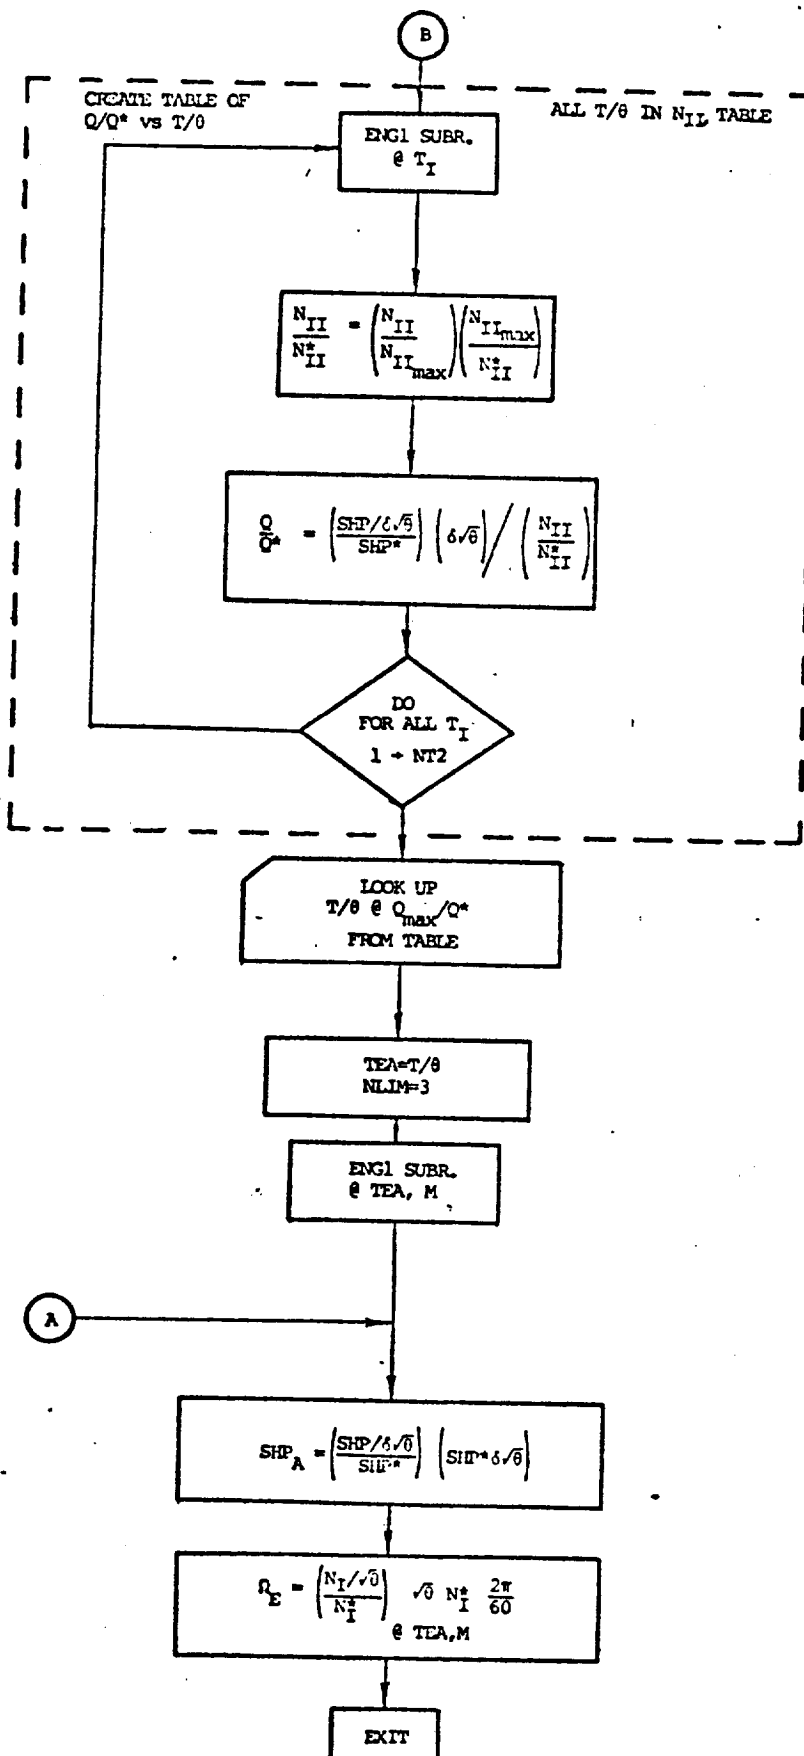 B
CREATE TABLE OF
Q/Q* vs T/θ
ALL T/θ IN N_II TABLE
ENG1 SUBR.
@ T_I
N_II / N*_II = (N_II / N_IImax) (N_IImax / N*_II)
Q/Q* = ((SHP/δ√θ) / SHP*) (δ√θ) / (N_II / N*_II)
DO
FOR ALL T_I
1 → NT2
LOOK UP
T/θ @ Q_max/Q*
FROM TABLE
TEA=T/θ
NLIM=3
ENG1 SUBR.
@ TEA, M
A
SHP_A = ((SHP/δ√θ) / SHP*) (SHP* δ√θ)
Ω_E = ((N_I/√θ) / N*_I) √θ N*_I 2π/60
@ TEA,M
EXIT